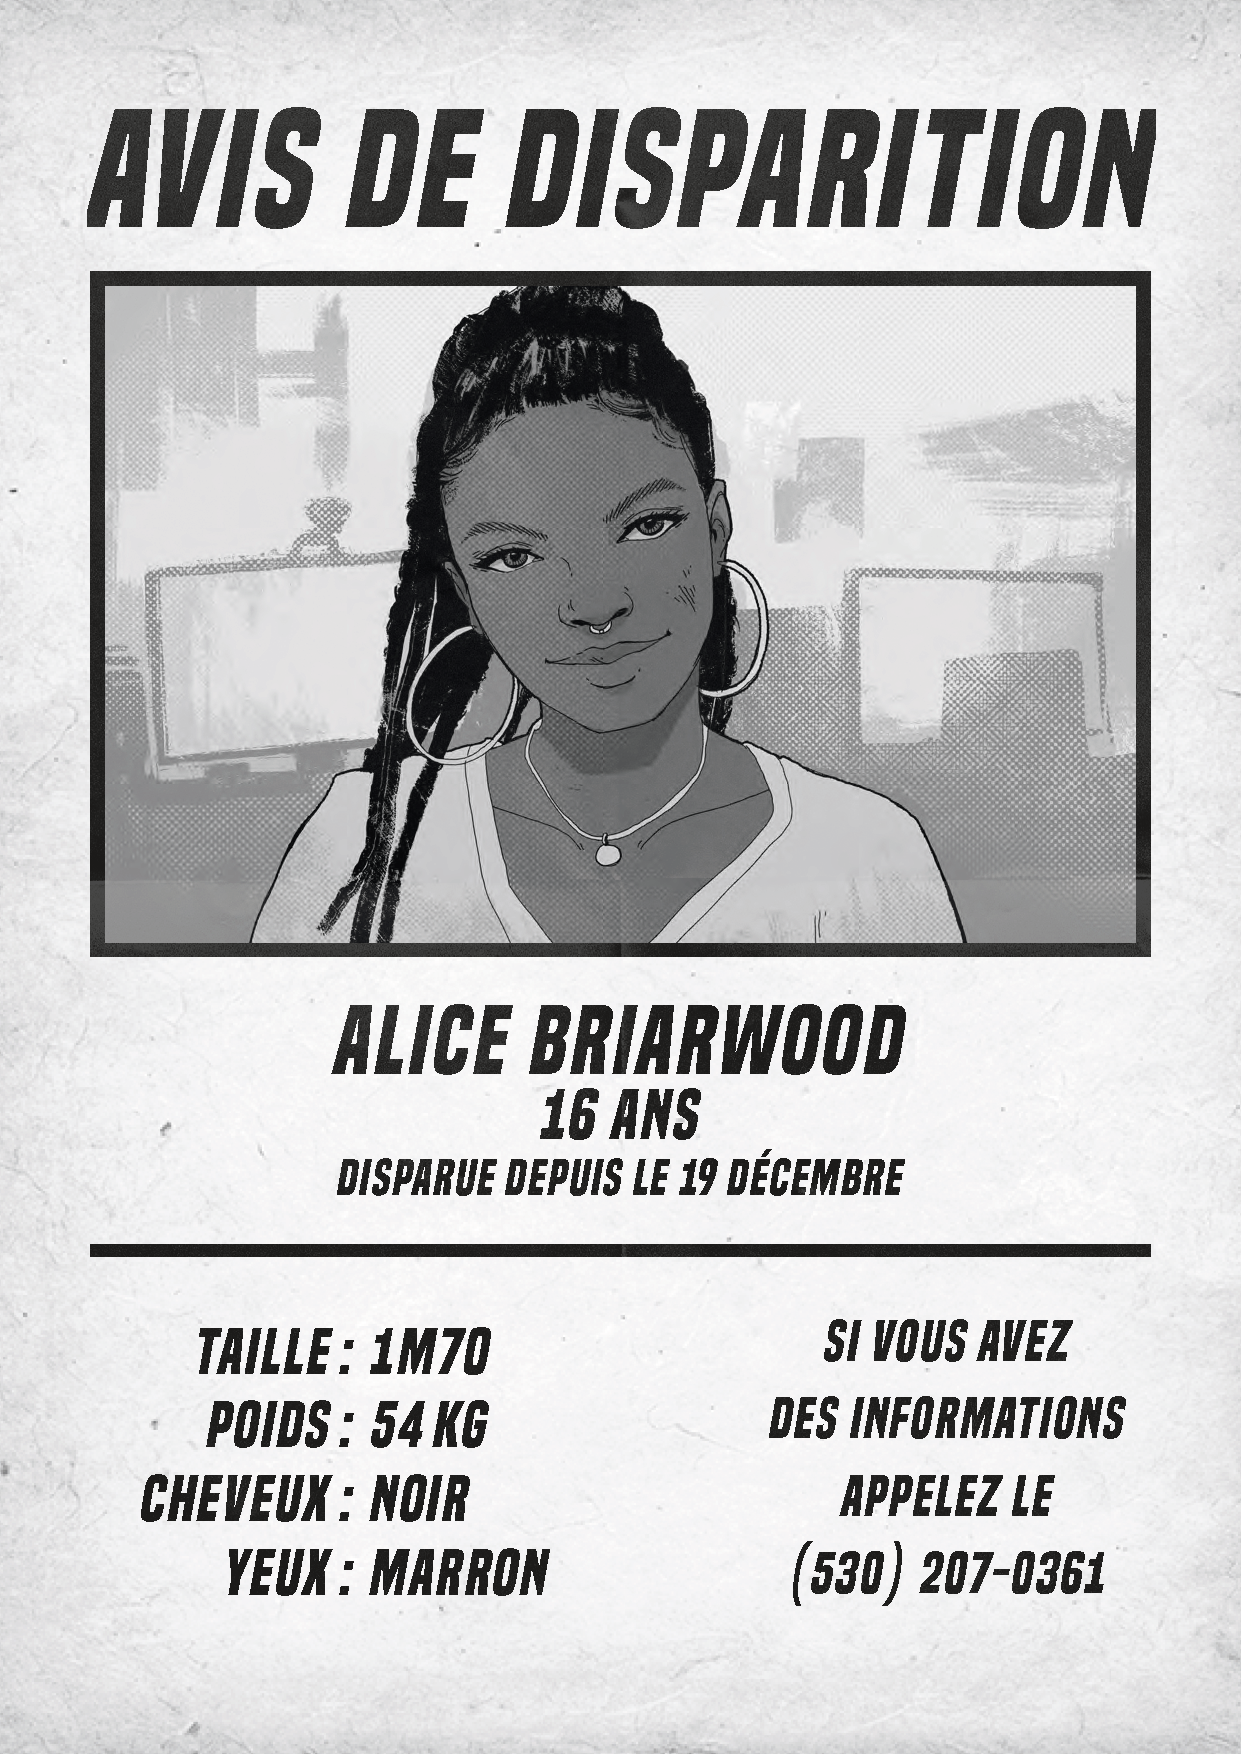 AVIS DE DISPARITION
ALICE BRIARWOOD
16 ANS
DISPARUE DEPUIS LE 19 DÉCEMBRE
TAILLE : 1M70
POIDS : 54 KG
CHEVEUX : NOIR
YEUX : MARRON
SI VOUS AVEZ
DES INFORMATIONS
APPELEZ LE
(530) 207-0361